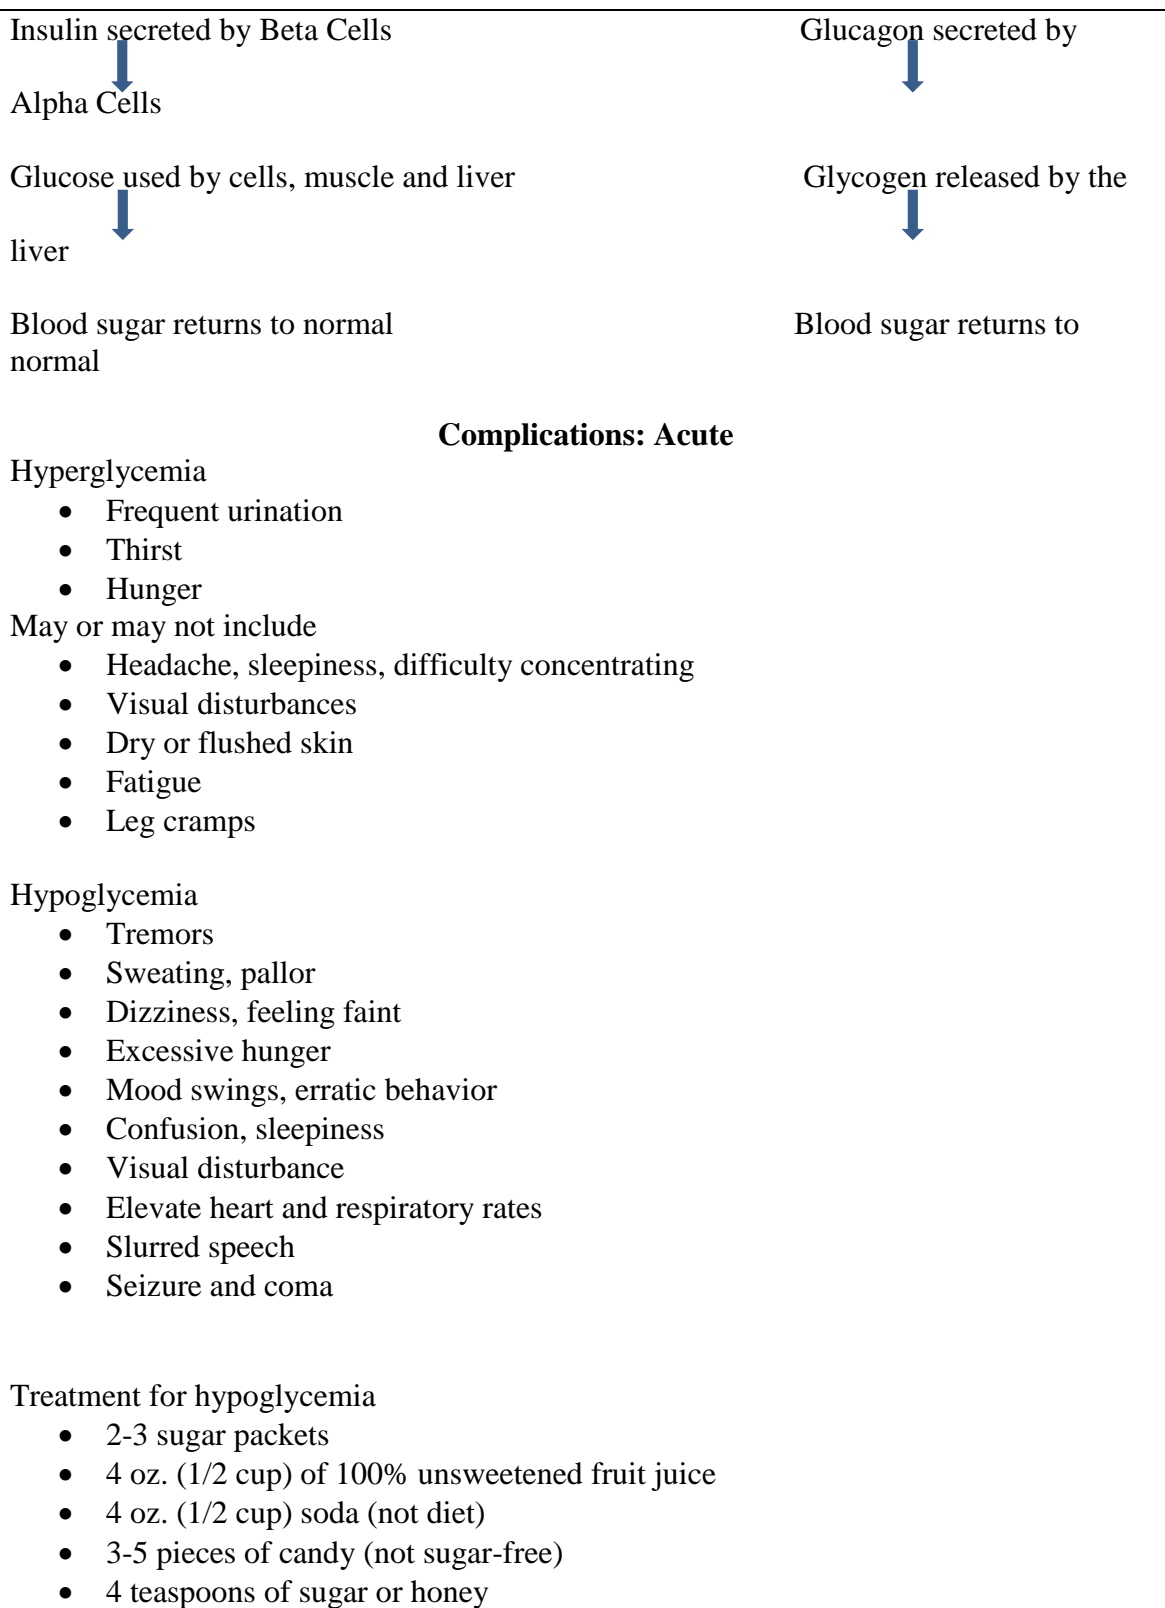 Insulin secreted by Beta Cells Glucagon secreted by
Alpha Cells
Glucose used by cells, muscle and liver Glycogen released by the
liver
Blood sugar returns to normal Blood sugar returns to
normal
Complications: Acute
Hyperglycemia
• Frequent urination
• Thirst
• Hunger
May or may not include
• Headache, sleepiness, difficulty concentrating
• Visual disturbances
• Dry or flushed skin
• Fatigue
• Leg cramps
Hypoglycemia
• Tremors
• Sweating, pallor
• Dizziness, feeling faint
• Excessive hunger
• Mood swings, erratic behavior
• Confusion, sleepiness
• Visual disturbance
• Elevate heart and respiratory rates
• Slurred speech
• Seizure and coma
Treatment for hypoglycemia
• 2-3 sugar packets
• 4 oz. (1/2 cup) of 100% unsweetened fruit juice
• 4 oz. (1/2 cup) soda (not diet)
• 3-5 pieces of candy (not sugar-free)
• 4 teaspoons of sugar or honey